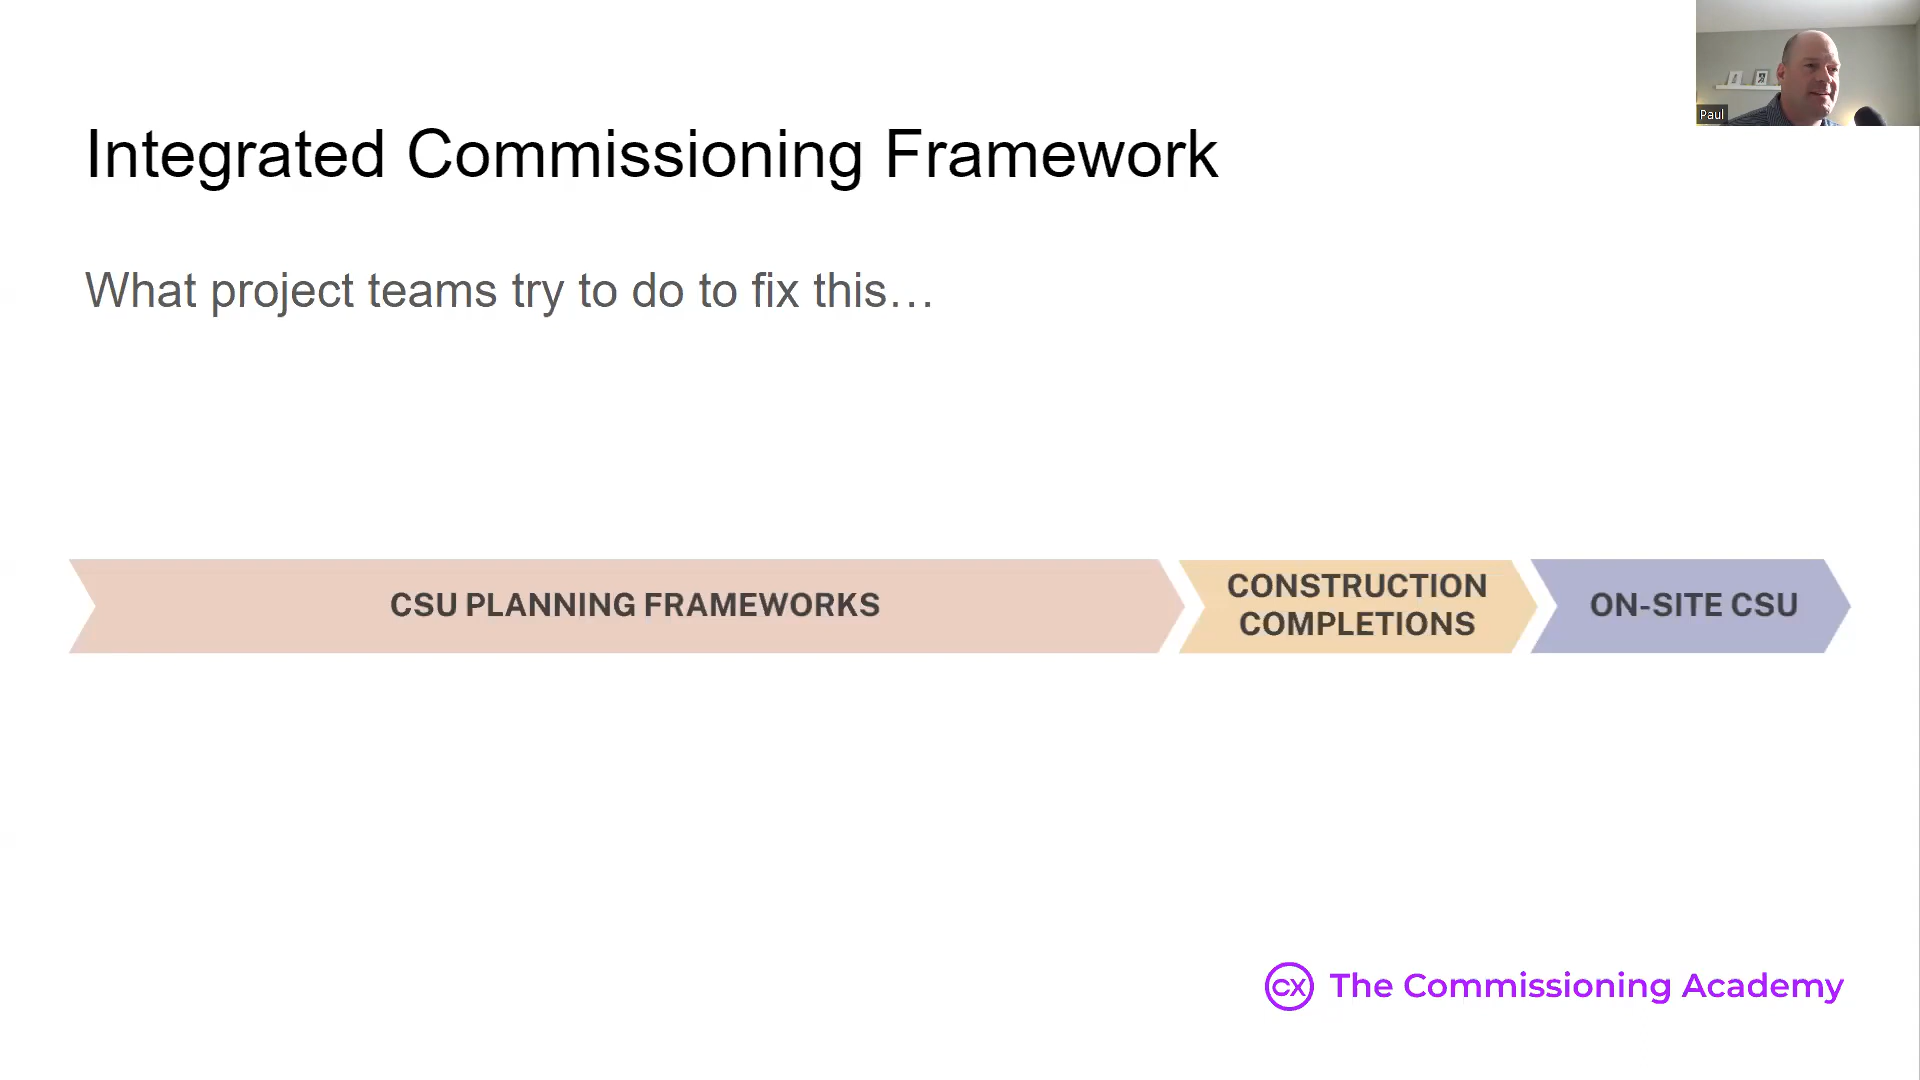 Paul
Integrated Commissioning Framework
What project teams try to do to fix this…
CSU PLANNING FRAMEWORKS
CONSTRUCTION
COMPLETIONS
ON-SITE CSU
CX The Commissioning Academy